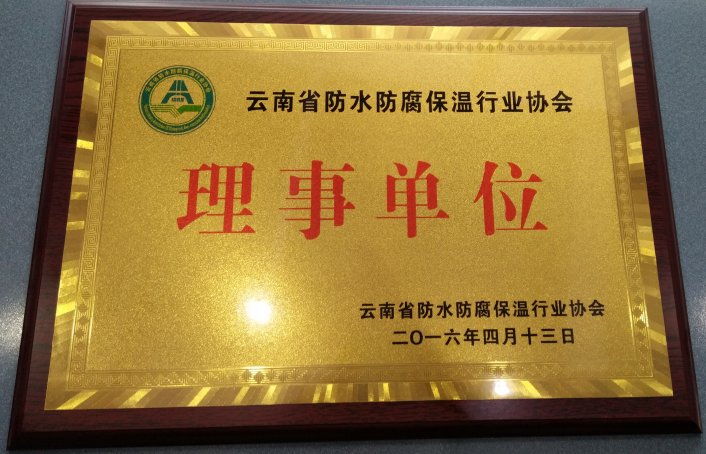 云南省防水防腐保温行业协会
理事单位
云南省防水防腐保温行业协会
二〇一六年四月十三日